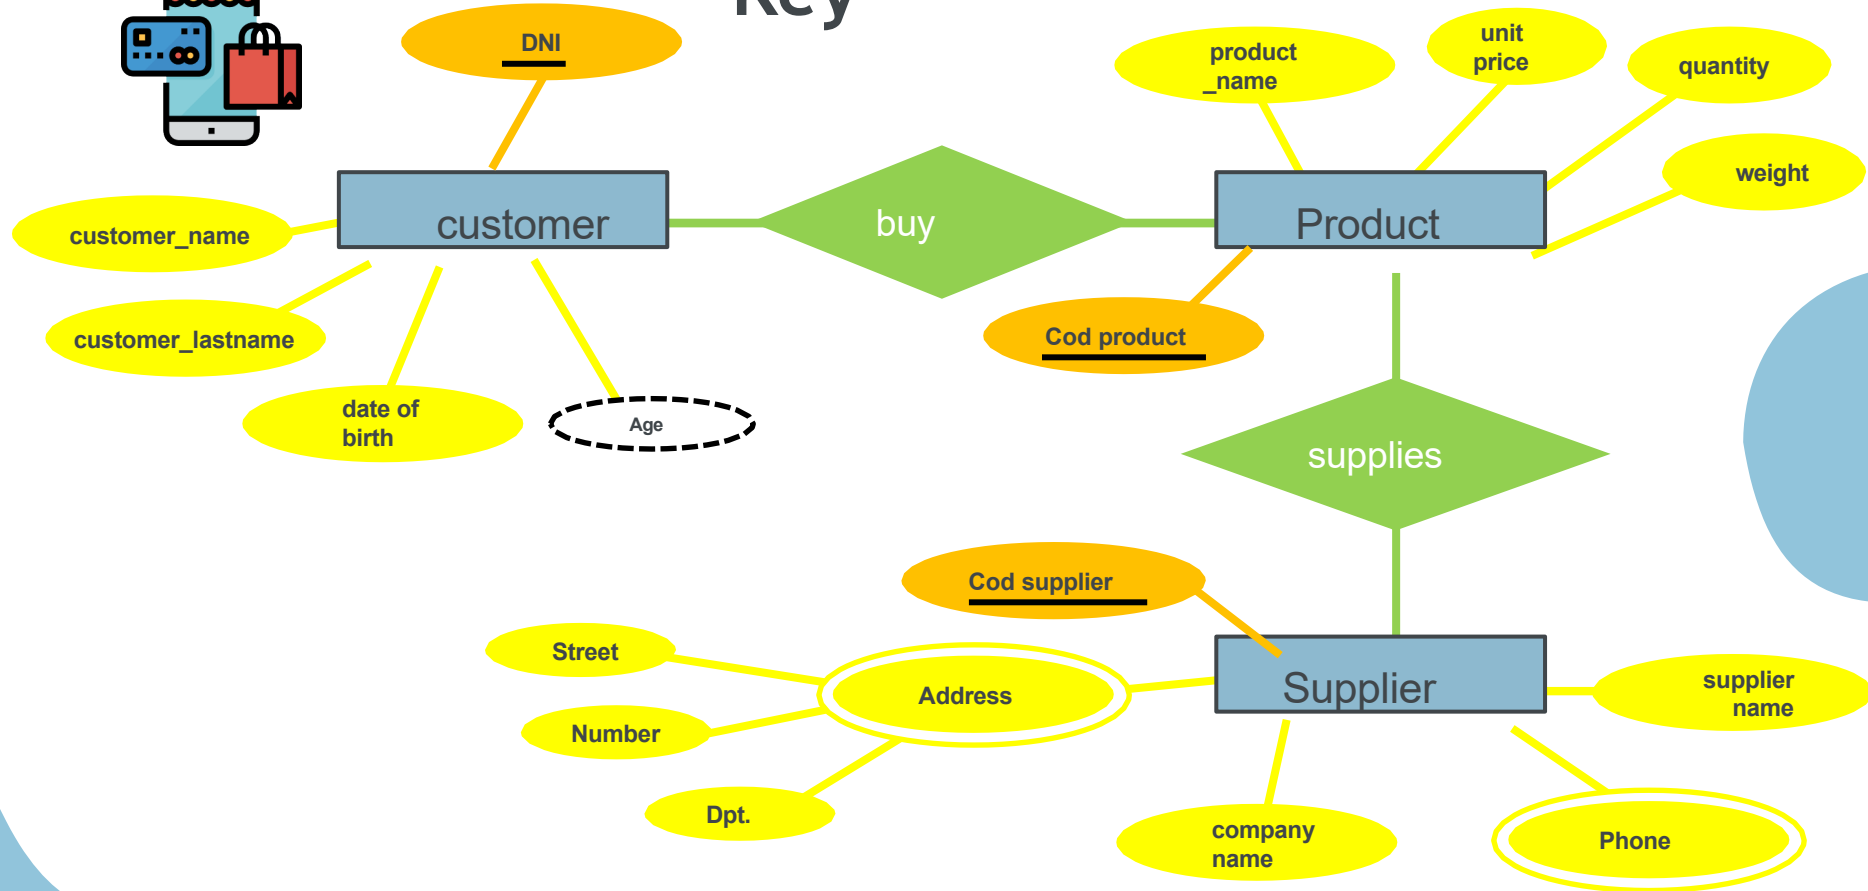 Key
DNI
product
_name
unit
price
quantity
weight
customer
buy
Product
customer_name
customer_lastname
Cod product
date of
birth
Age
supplies
Cod supplier
Street
Address
Supplier
supplier
name
Number
Dpt.
company
name
Phone